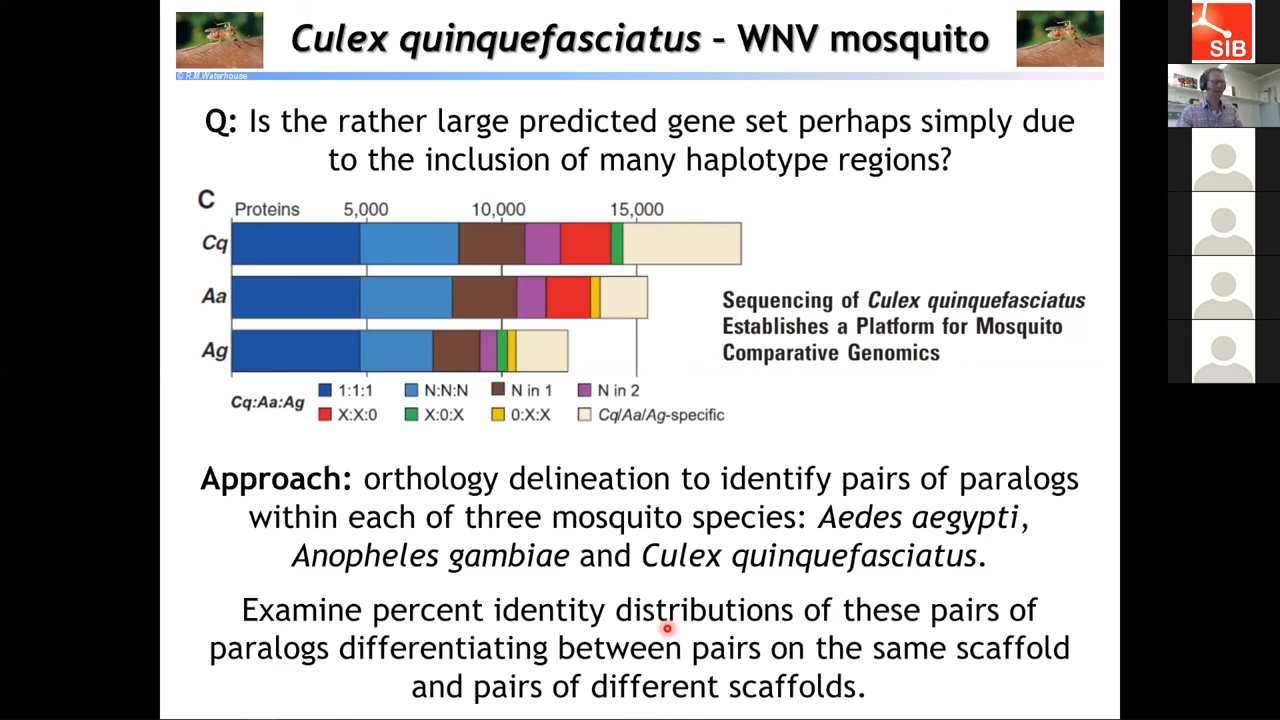 Culex quinquefasciatus – WNV mosquito
© R.M.Waterhouse
SIB
Q: Is the rather large predicted gene set perhaps simply due
to the inclusion of many haplotype regions?
C
Proteins 5,000 10,000 15,000
Cq
Aa
Ag
Sequencing of Culex quinquefasciatus
Establishes a Platform for Mosquito
Comparative Genomics
Cq:Aa:Ag
1:1:1 N:N:N N in 1 N in 2
X:X:0 X:0:X 0:X:X Cq/Aa/Ag-specific
Approach: orthology delineation to identify pairs of paralogs
within each of three mosquito species: Aedes aegypti,
Anopheles gambiae and Culex quinquefasciatus.
Examine percent identity distributions of these pairs of
paralogs differentiating between pairs on the same scaffold
and pairs of different scaffolds.